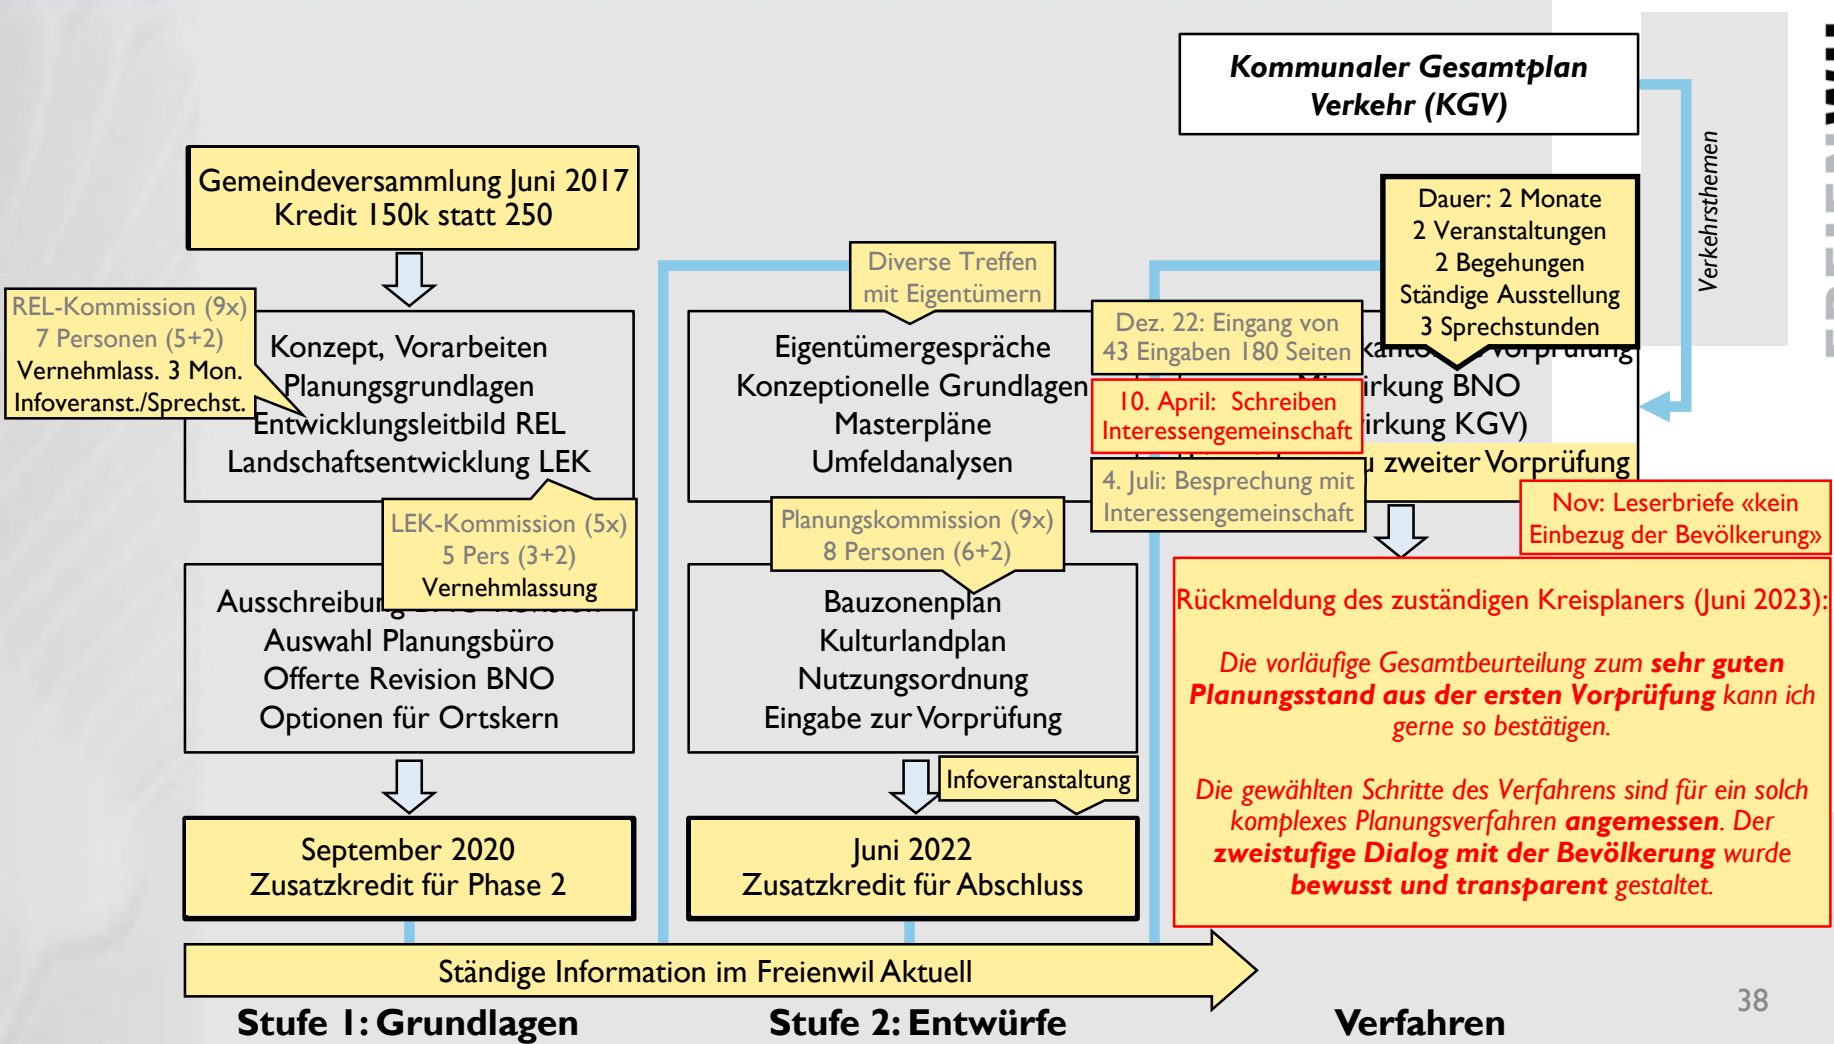 Kommunaler Gesamtplan
Verkehr (KGV)
Verkehrsthemen
Gemeindeversammlung Juni 2017
Kredit 150k statt 250
REL-Kommission (9x)
7 Personen (5+2)
Vernehmlass. 3 Mon.
Infoveranst./Sprechst.
Konzept, Vorarbeiten
Planungsgrundlagen
Entwicklungsleitbild REL
Landschaftsentwicklung LEK
LEK-Kommission (5x)
5 Pers (3+2)
Vernehmlassung
Ausschreibung
Auswahl Planungsbüro
Offerte Revision BNO
Optionen für Ortskern
September 2020
Zusatzkredit für Phase 2
Diverse Treffen
mit Eigentümern
Eigentümergespräche
Konzeptionelle Grundlagen
Masterpläne
Umfeldanalysen
Planungskommission (9x)
8 Personen (6+2)
Bauzonenplan
Kulturlandplan
Nutzungsordnung
Eingabe zur Vorprüfung
Infoveranstaltung
Juni 2022
Zusatzkredit für Abschluss
Dauer: 2 Monate
2 Veranstaltungen
2 Begehungen
Ständige Ausstellung
3 Sprechstunden
Dez. 22: Eingang von
43 Eingaben 180 Seiten
10. April: Schreiben
Interessengemeinschaft
4. Juli: Besprechung mit
Interessengemeinschaft
Vorprüfung
BNO
KGV)
zweiter Vorprüfung
Nov: Leserbriefe «kein
Einbezug der Bevölkerung»
Rückmeldung des zuständigen Kreisplaners (Juni 2023):
Die vorläufige Gesamtbeurteilung zum sehr guten
Planungsstand aus der ersten Vorprüfung kann ich
gerne so bestätigen.
Die gewählten Schritte des Verfahrens sind für ein solch
komplexes Planungsverfahren angemessen. Der
zweistufige Dialog mit der Bevölkerung wurde
bewusst und transparent gestaltet.
Ständige Information im Freienwil Aktuell
Stufe 1: Grundlagen
Stufe 2: Entwürfe
Verfahren
38